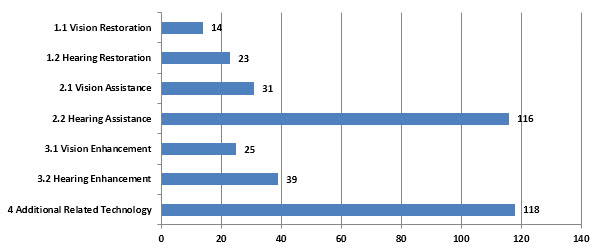 1.1 Vision Restoration 14
1.2 Hearing Restoration 23
2.1 Vision Assistance 31
2.2 Hearing Assistance 116
3.1 Vision Enhancement 25
3.2 Hearing Enhancement 39
4 Additional Related Technology 118
0 20 40 60 80 100 120 140